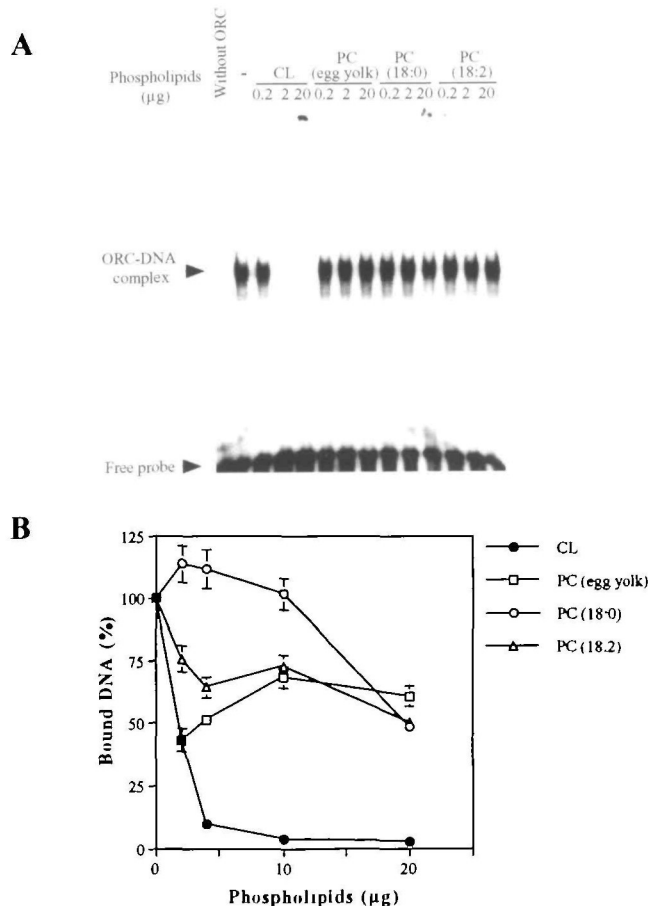 A
Without ORC
PC PC PC
Phospholipids - CL (egg yolk) (18:0) (18:2)
(µg) 0.2 2 20 0.2 2 20 0.2 2 20 0.2 2 20
ORC-DNA
complex
Free probe
B
125
100
75
50
25
0
Bound DNA (%)
0 10 20
Phospholipids (µg)
CL
PC (egg yolk)
PC (18·0)
PC (18.2)